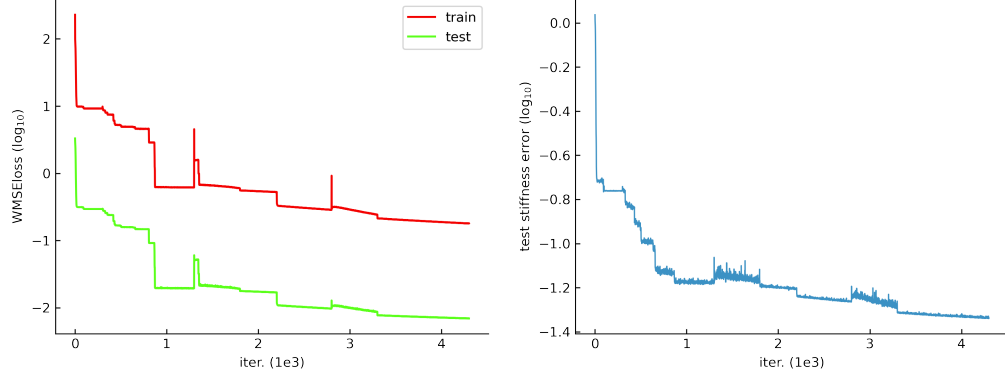 train
test
2
1
0
−1
−2
WMSEloss (log₁₀)
0 1 2 3 4
iter. (1e3)
0.0
−0.2
−0.4
−0.6
−0.8
−1.0
−1.2
−1.4
test stiffness error (log₁₀)
0 1 2 3 4
iter. (1e3)